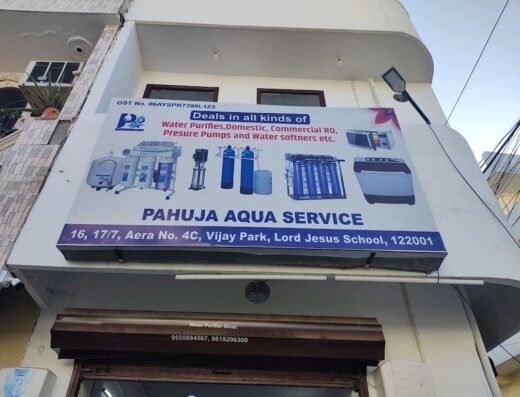 GST No. 06AYSPR7398L1Z5
Deals in all kinds of
Water Purifies,Domestic, Commercial RO,
Presure Pumps and Water softners etc.
PAHUJA AQUA SERVICE
16, 17/7, Aera No. 4C, Vijay Park, Lord Jesus School, 122001
Water Purifier Shop:
9555884567, 9818206309